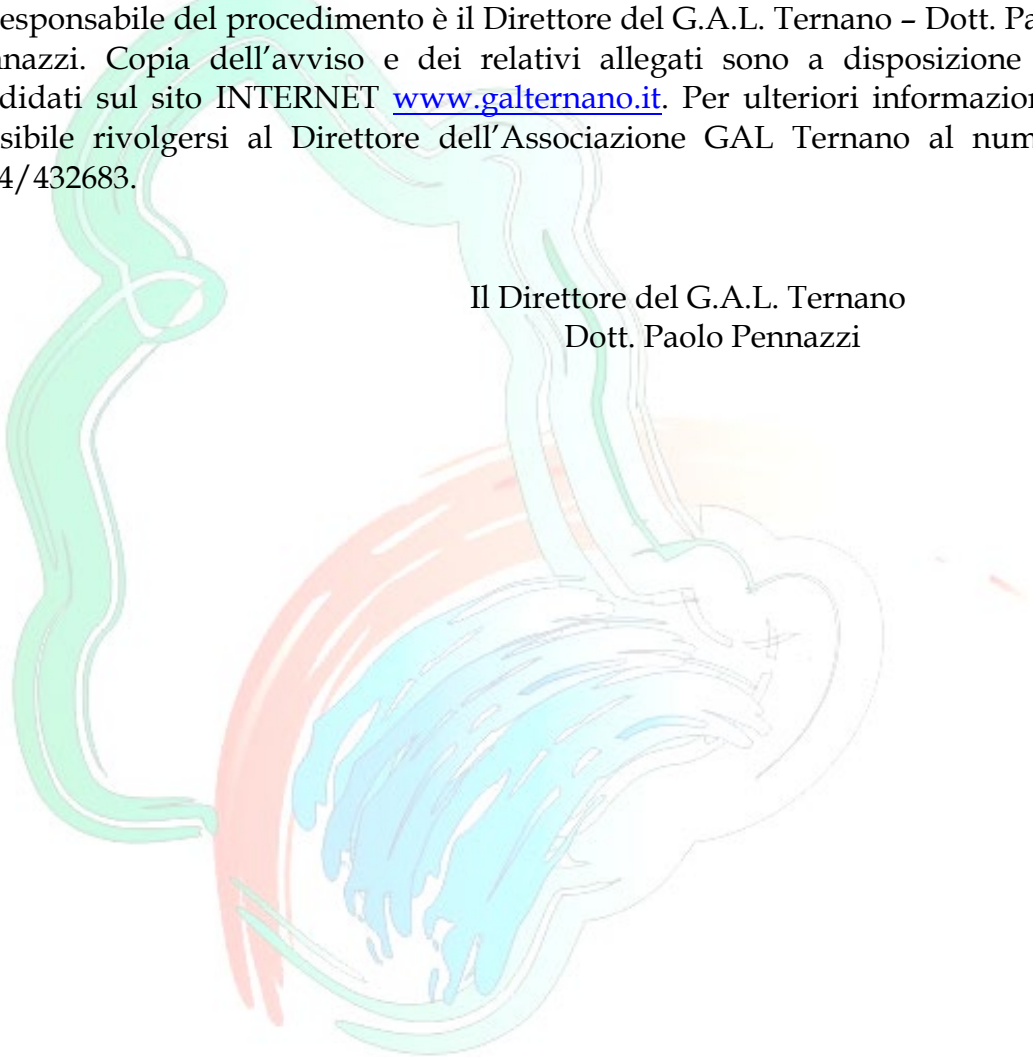 esponsabile del procedimento è il Direttore del G.A.L. Ternano – Dott. Pa
nnazzi. Copia dell'avviso e dei relativi allegati sono a disposizione
didati sul sito INTERNET www.galternano.it. Per ulteriori informazion
sibile rivolgersi al Direttore dell'Associazione GAL Ternano al num
4/432683.
Il Direttore del G.A.L. Ternano
Dott. Paolo Pennazzi